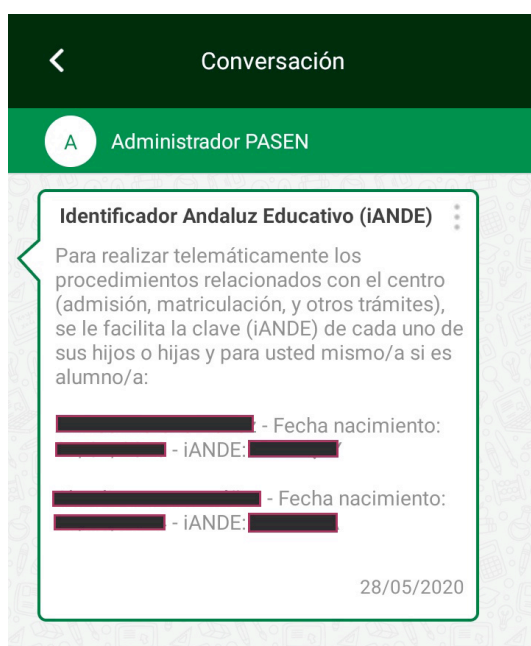 Conversación
A Administrador PASEN
Identificador Andaluz Educativo (iANDE)
Para realizar telemáticamente los
procedimientos relacionados con el centro
(admisión, matriculación, y otros trámites),
se le facilita la clave (iANDE) de cada uno de
sus hijos o hijas y para usted mismo/a si es
alumno/a:
- Fecha nacimiento:
- iANDE:
- Fecha nacimiento:
- iANDE:
28/05/2020